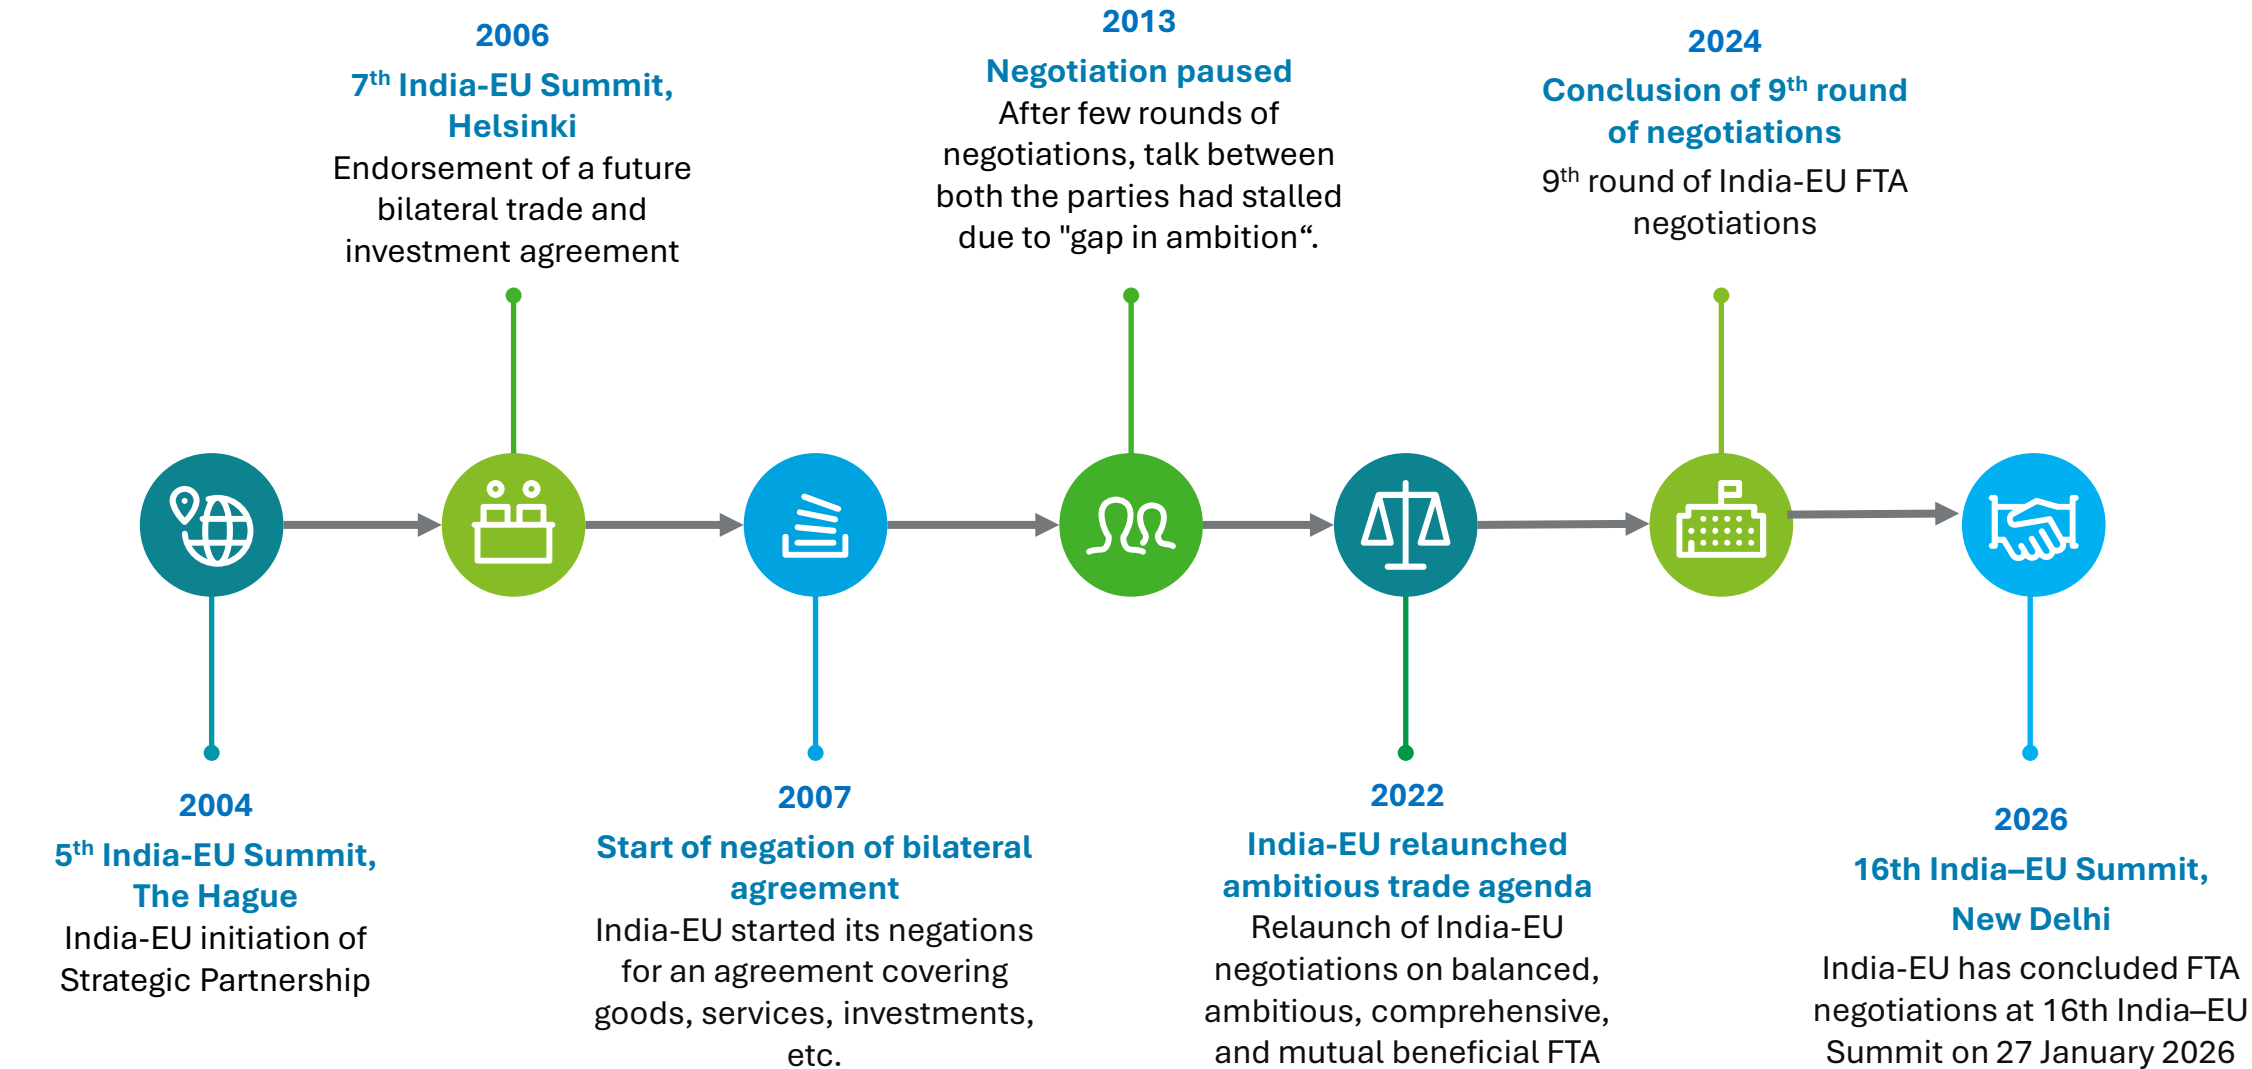 2004
5th India-EU Summit,
The Hague
India-EU initiation of
Strategic Partnership
2006
7th India-EU Summit,
Helsinki
Endorsement of a future
bilateral trade and
investment agreement
2007
Start of negation of bilateral
agreement
India-EU started its negations
for an agreement covering
goods, services, investments,
etc.
2013
Negotiation paused
After few rounds of
negotiations, talk between
both the parties had stalled
due to "gap in ambition“.
2022
India-EU relaunched
ambitious trade agenda
Relaunch of India-EU
negotiations on balanced,
ambitious, comprehensive,
and mutual beneficial FTA
2024
Conclusion of 9th round
of negotiations
9th round of India-EU FTA
negotiations
2026
16th India–EU Summit,
New Delhi
India-EU has concluded FTA
negotiations at 16th India–EU
Summit on 27 January 2026